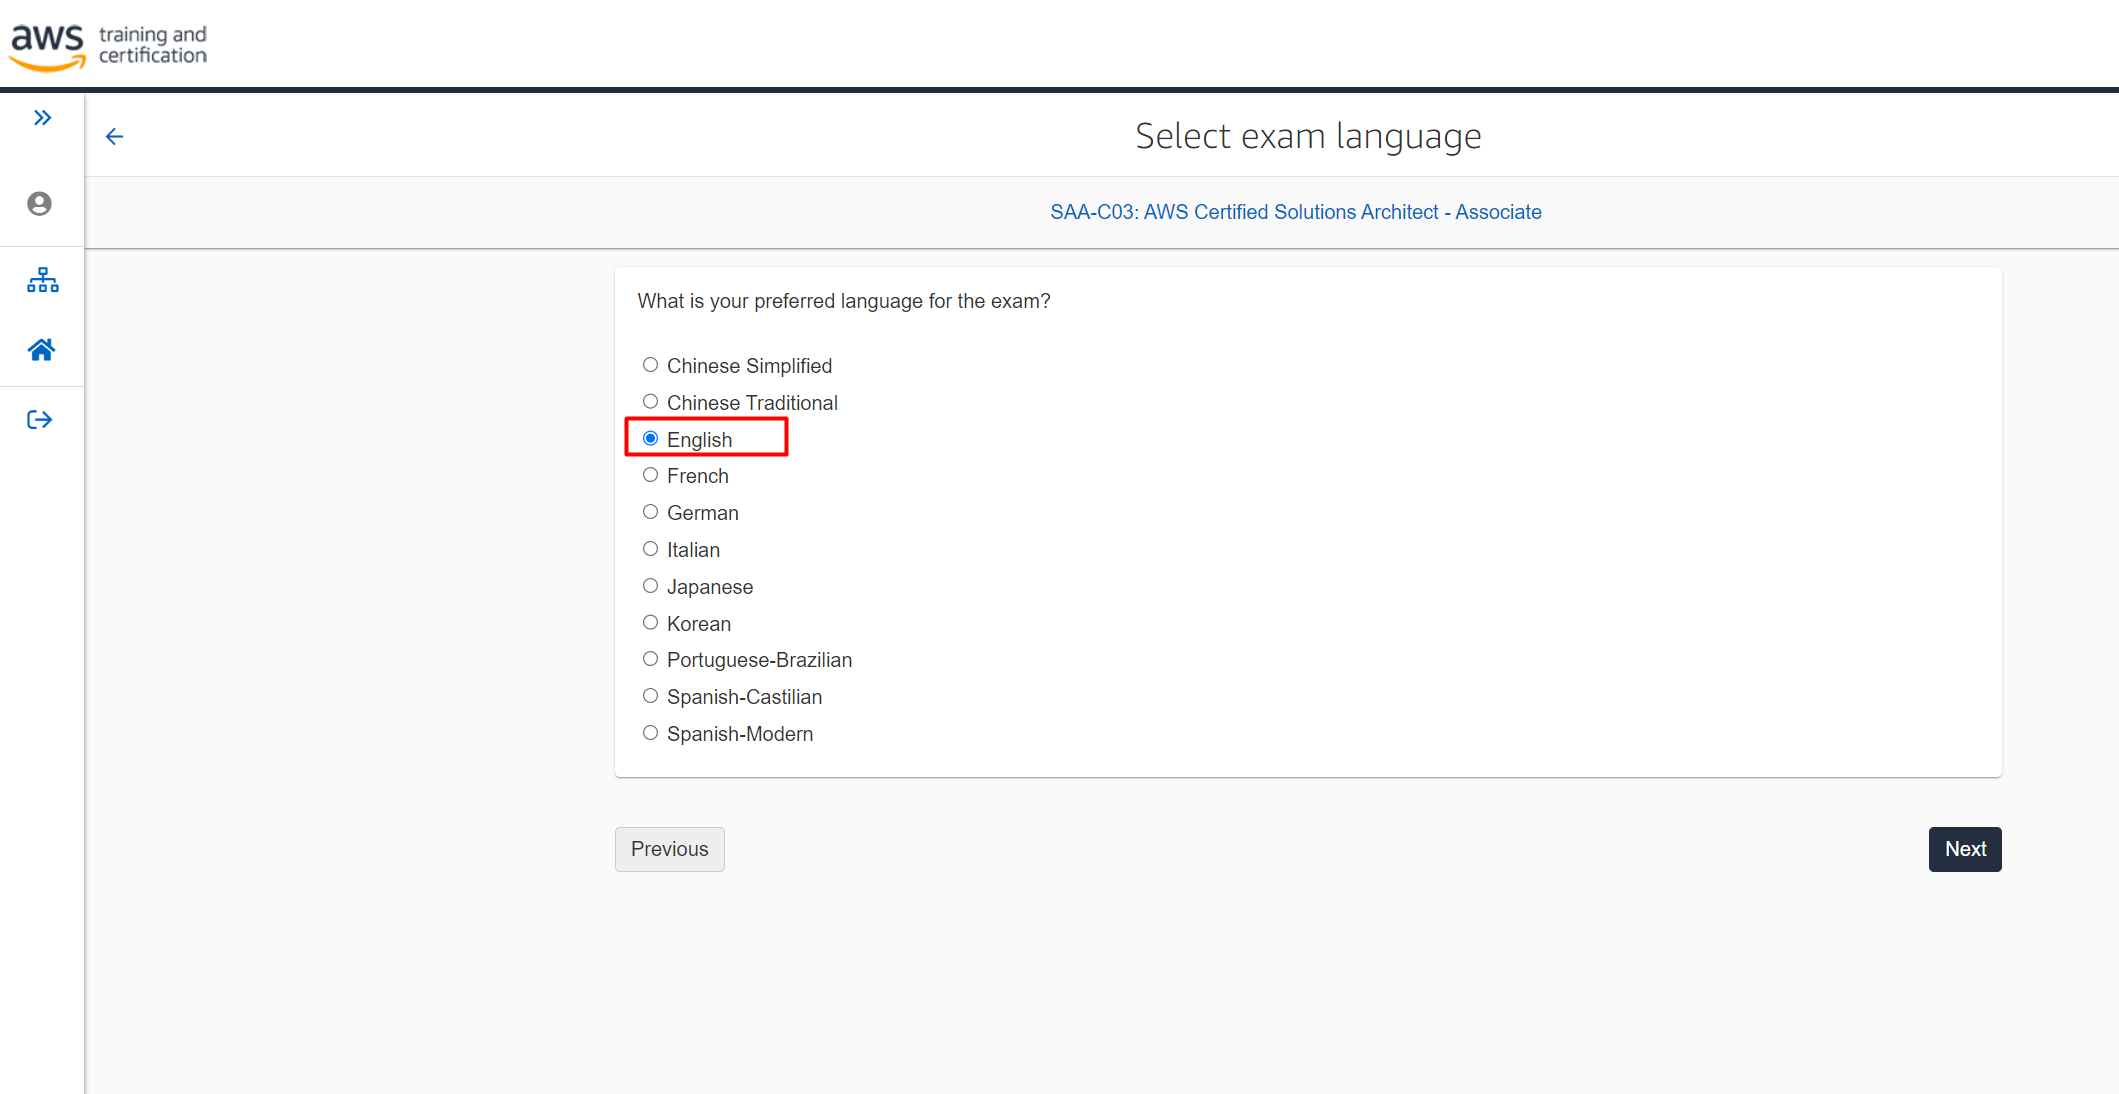 aws training and
certification
Select exam language
SAA-C03: AWS Certified Solutions Architect - Associate
What is your preferred language for the exam?
Chinese Simplified
Chinese Traditional
English
French
German
Italian
Japanese
Korean
Portuguese-Brazilian
Spanish-Castilian
Spanish-Modern
Previous
Next